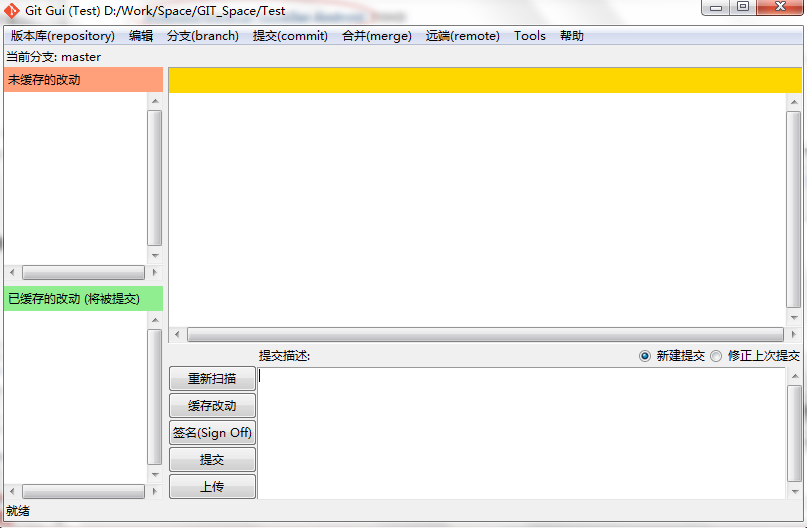 Git Gui (Test) D:/Work/Space/GIT_Space/Test
版本库(repository) 编辑 分支(branch) 提交(commit) 合并(merge) 远端(remote) Tools 帮助
当前分支: master
未缓存的改动
已缓存的改动 (将被提交)
提交描述: 新建提交 修正上次提交
重新扫描
缓存改动
签名(Sign Off)
提交
上传
就绪